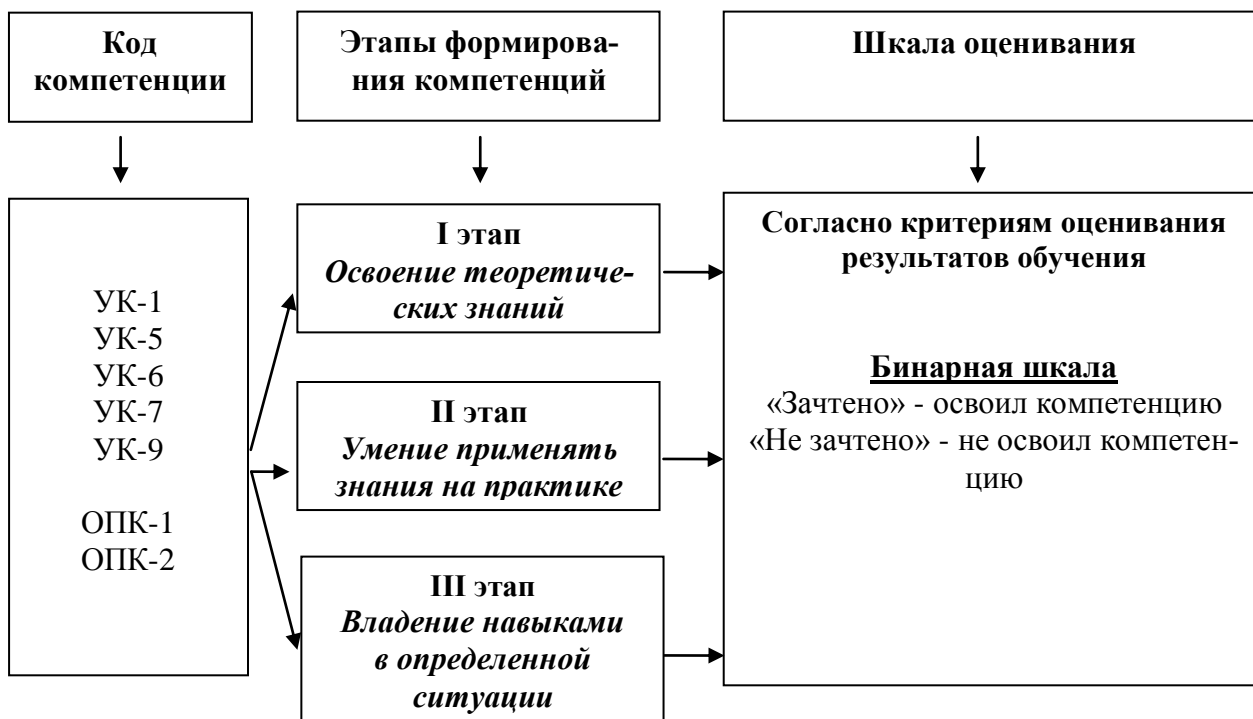 Код
компетенции
Этапы формирова-
ния компетенций
Шкала оценивания
УК-1
УК-5
УК-6
УК-7
УК-9
ОПК-1
ОПК-2
I этап
Освоение теоретиче-
ских знаний
II этап
Умение применять
знания на практике
III этап
Владение навыками
в определенной
ситуации
Согласно критериям оценивания
результатов обучения
Бинарная шкала
«Зачтено» - освоил компетенцию
«Не зачтено» - не освоил компетен-
цию